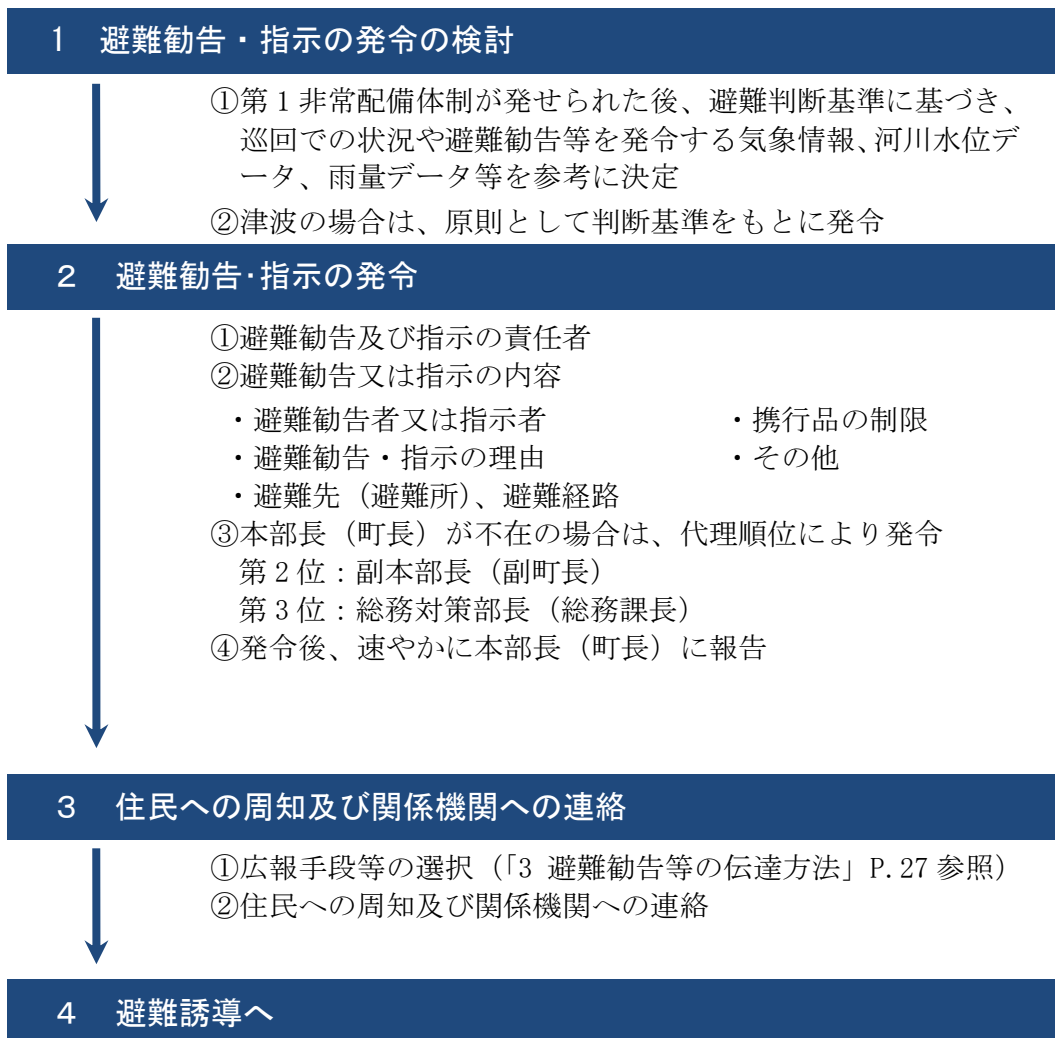 1 避難勧告・指示の発令の検討
①第1非常配備体制が発せられた後、避難判断基準に基づき、
巡回での状況や避難勧告等を発令する気象情報、河川水位デ
ータ、雨量データ等を参考に決定
②津波の場合は、原則として判断基準をもとに発令
2 避難勧告・指示の発令
①避難勧告及び指示の責任者
②避難勧告又は指示の内容
・避難勧告者又は指示者 ・携行品の制限
・避難勧告・指示の理由 ・その他
・避難先（避難所）、避難経路
③本部長（町長）が不在の場合は、代理順位により発令
第2位：副本部長（副町長）
第3位：総務対策部長（総務課長）
④発令後、速やかに本部長（町長）に報告
3 住民への周知及び関係機関への連絡
①広報手段等の選択（「3 避難勧告等の伝達方法」P.27 参照）
②住民への周知及び関係機関への連絡
4 避難誘導へ